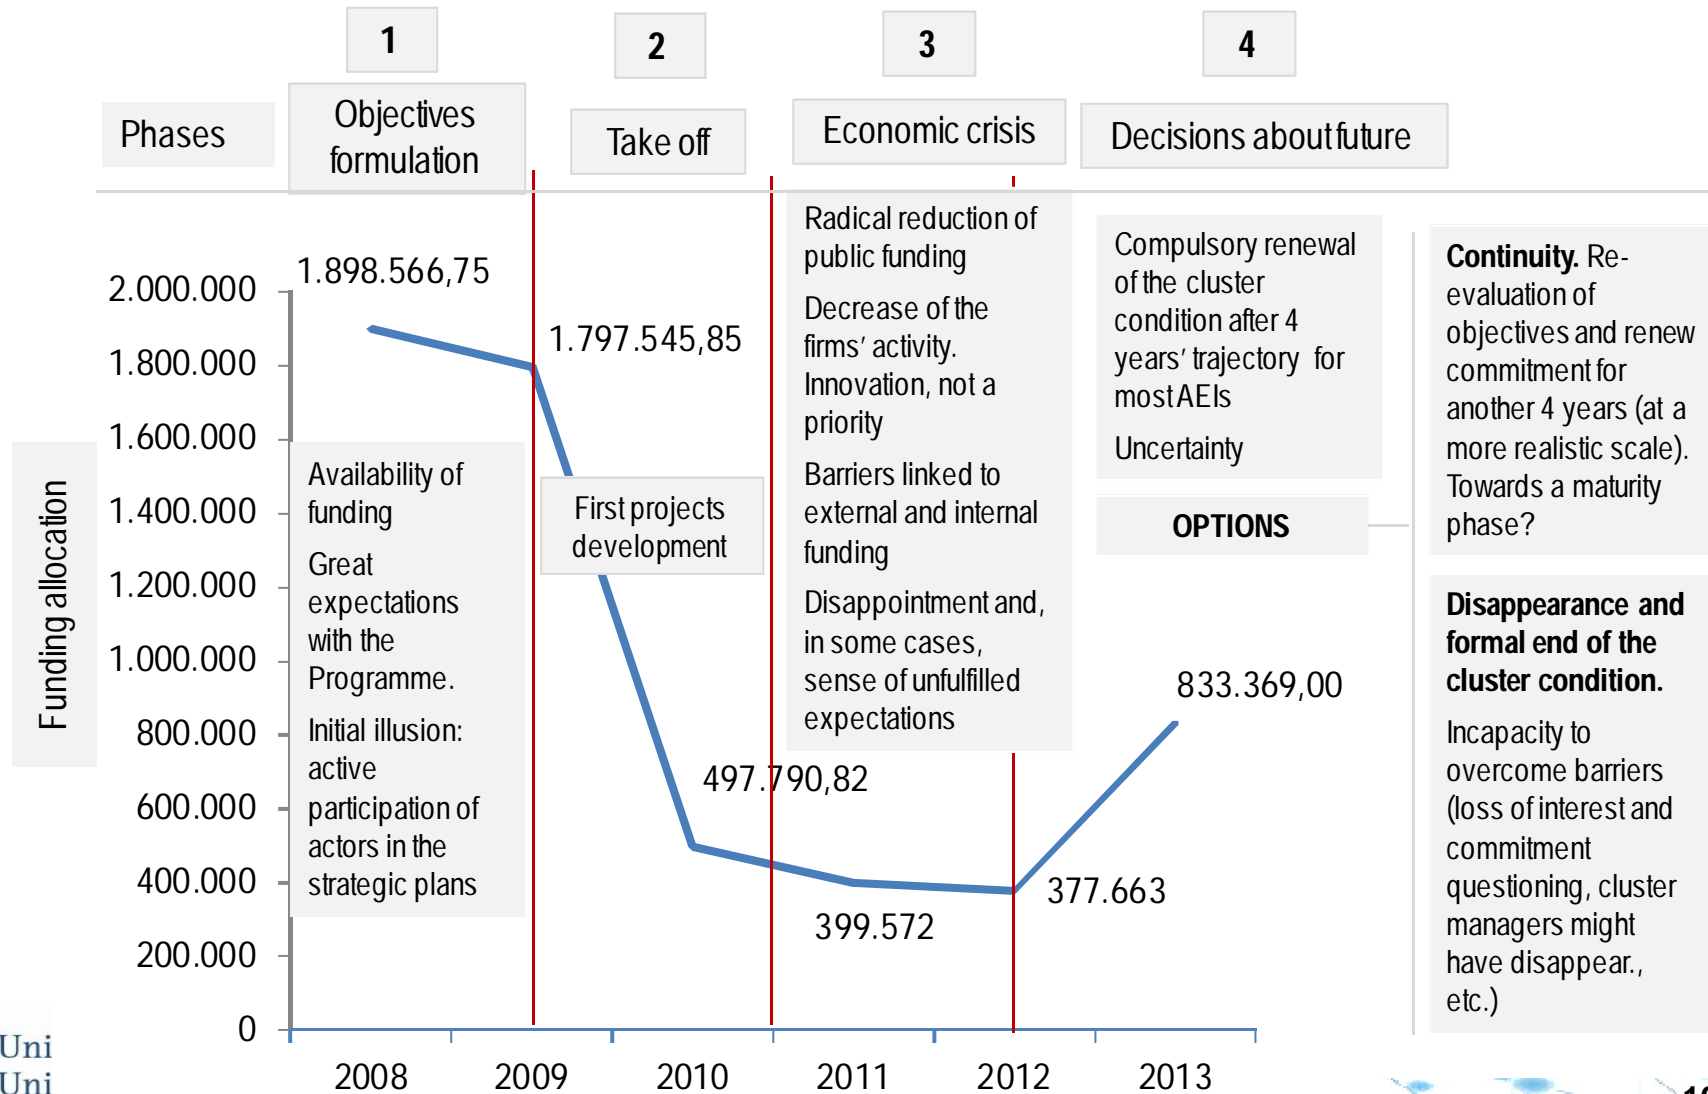 1
2
3
4
Phases
Objectives
formulation
Take off
Economic crisis
Decisions about future
Funding allocation
2.000.000
1.800.000
1.600.000
1.400.000
1.200.000
1.000.000
800.000
600.000
400.000
200.000
0
1.898.566,75
1.797.545,85
497.790,82
399.572
377.663
833.369,00
Availability of
funding
Great
expectations
with the
Programme.
Initial illusion:
active
participation of
actors in the
strategic plans
First projects
development
Radical reduction of
public funding
Decrease of the
firms’ activity.
Innovation, not a
priority
Barriers linked to
external and internal
funding
Disappointment and,
in some cases,
sense of unfulfilled
expectations
Compulsory renewal
of the cluster
condition after 4
years’ trajectory for
most AEIs
Uncertainty
OPTIONS
Continuity. Re-
evaluation of
objectives and renew
commitment for
another 4 years (at a
more realistic scale).
Towards a maturity
phase?
Disappearance and
formal end of the
cluster condition.
Incapacity to
overcome barriers
(loss of interest and
commitment
questioning, cluster
managers might
have disappear.,
etc.)
2008
2009
2010
2011
2012
2013
Uni
Uni